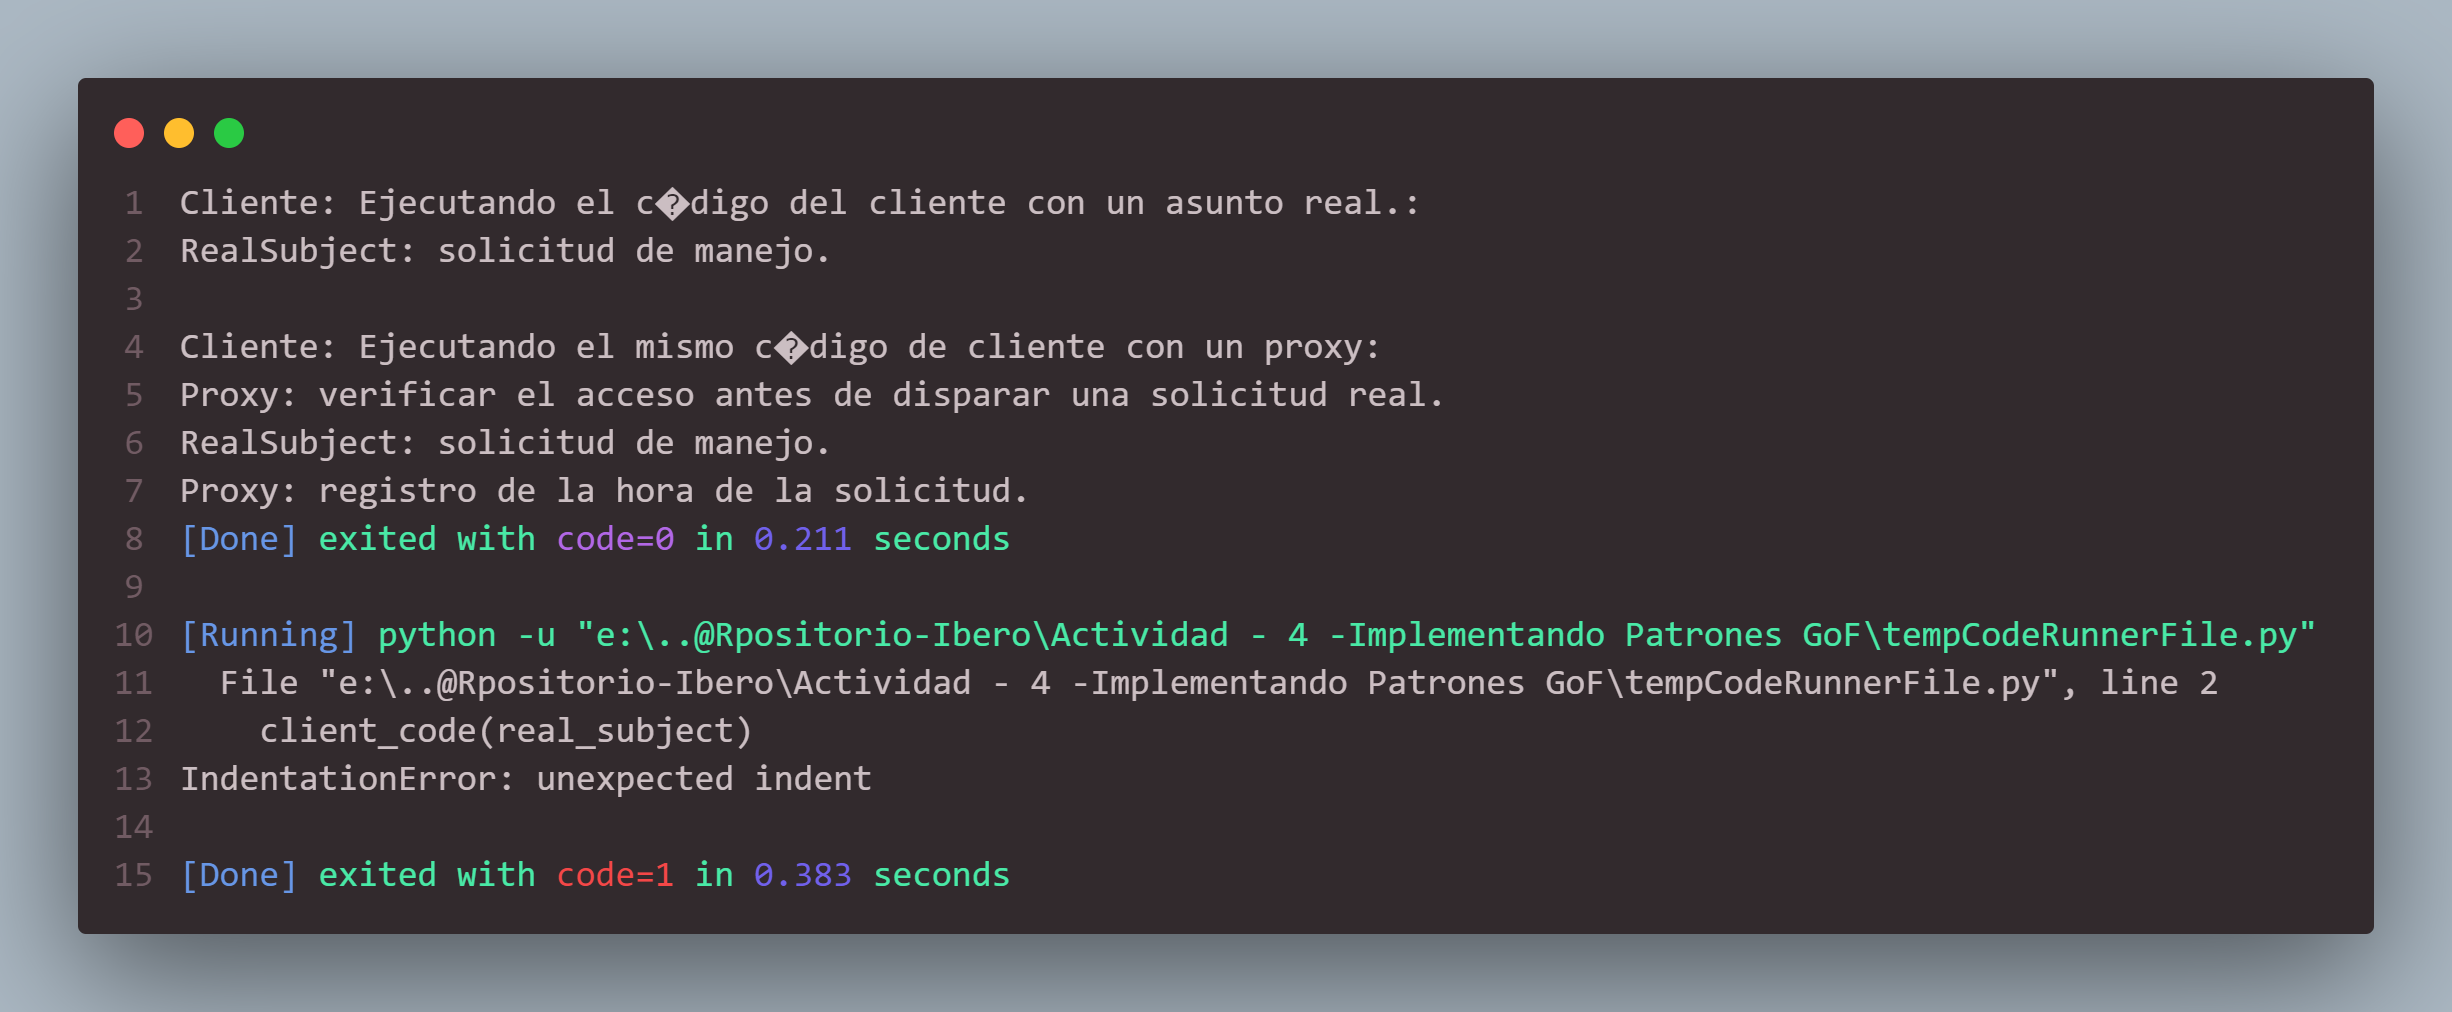 1 Cliente: Ejecutando el c�digo del cliente con un asunto real.:
2 RealSubject: solicitud de manejo.
3
4 Cliente: Ejecutando el mismo c�digo de cliente con un proxy:
5 Proxy: verificar el acceso antes de disparar una solicitud real.
6 RealSubject: solicitud de manejo.
7 Proxy: registro de la hora de la solicitud.
8 [Done] exited with code=0 in 0.211 seconds
9
10 [Running] python -u "e:\..@Rpositorio-Ibero\Actividad - 4 -Implementando Patrones GoF\tempCodeRunnerFile.py"
11   File "e:\..@Rpositorio-Ibero\Actividad - 4 -Implementando Patrones GoF\tempCodeRunnerFile.py", line 2
12     client_code(real_subject)
13 IndentationError: unexpected indent
14
15 [Done] exited with code=1 in 0.383 seconds